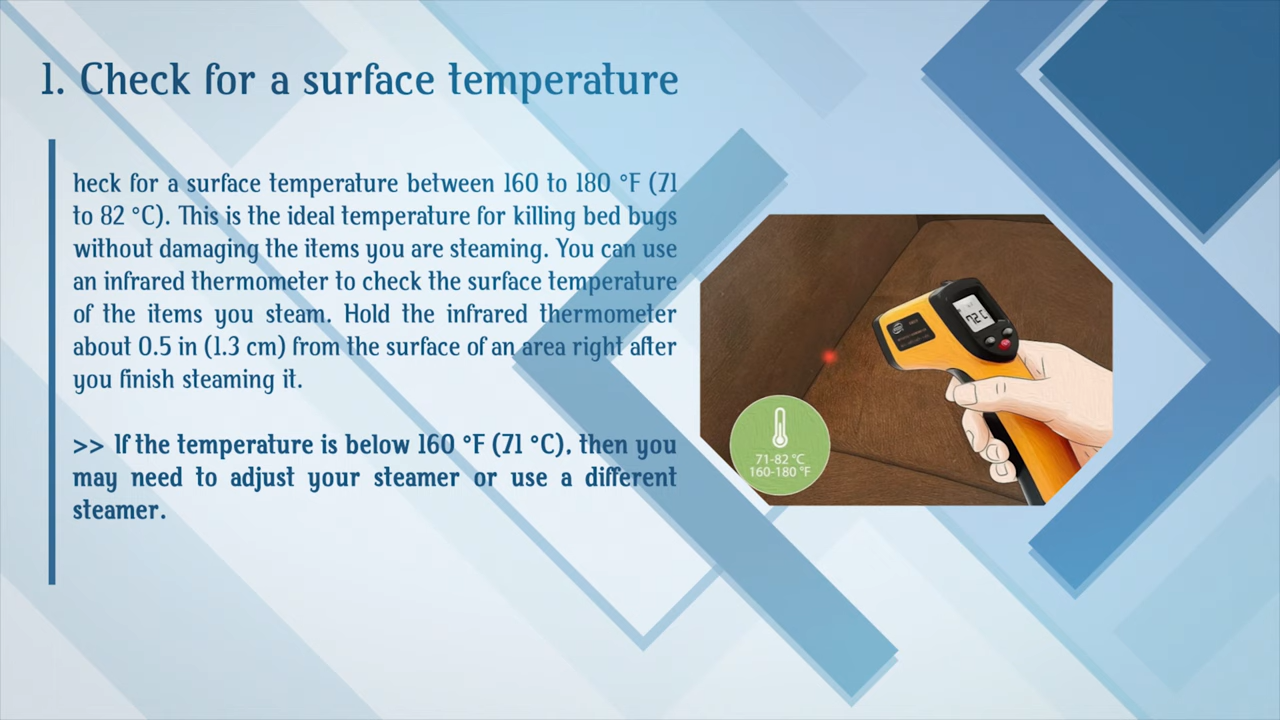 1. Check for a surface temperature
heck for a surface temperature between 160 to 180 °F (71
to 82 °C). This is the ideal temperature for killing bed bugs
without damaging the items you are steaming. You can use
an infrared thermometer to check the surface temperature
of the items you steam. Hold the infrared thermometer
about 0.5 in (1.3 cm) from the surface of an area right after
you finish steaming it.
>> If the temperature is below 160 °F (71 °C), then you
may need to adjust your steamer or use a different
steamer.
72°C
71-82 °C
160-180 °F